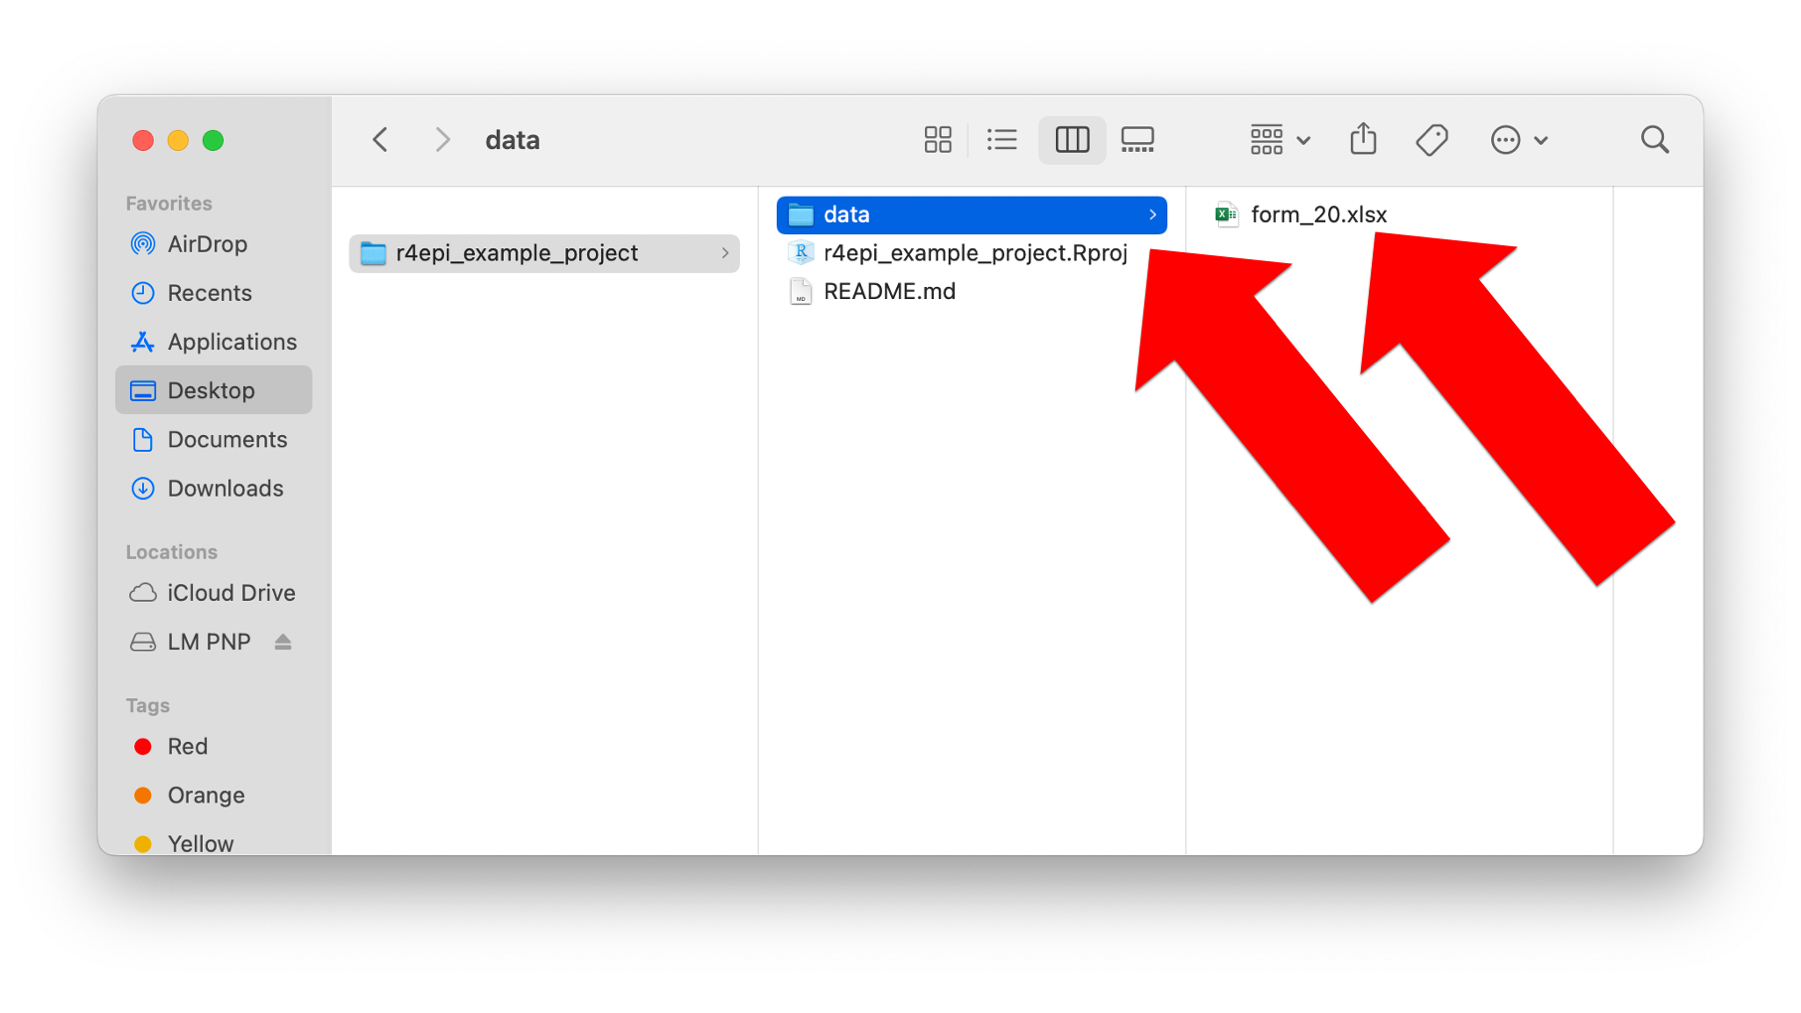 data
Favorites
AirDrop
Recents
Applications
Desktop
Documents
Downloads
Locations
iCloud Drive
LM PNP
Tags
Red
Orange
Yellow
r4epi_example_project
data
r4epi_example_project.Rproj
README.md
form_20.xlsx